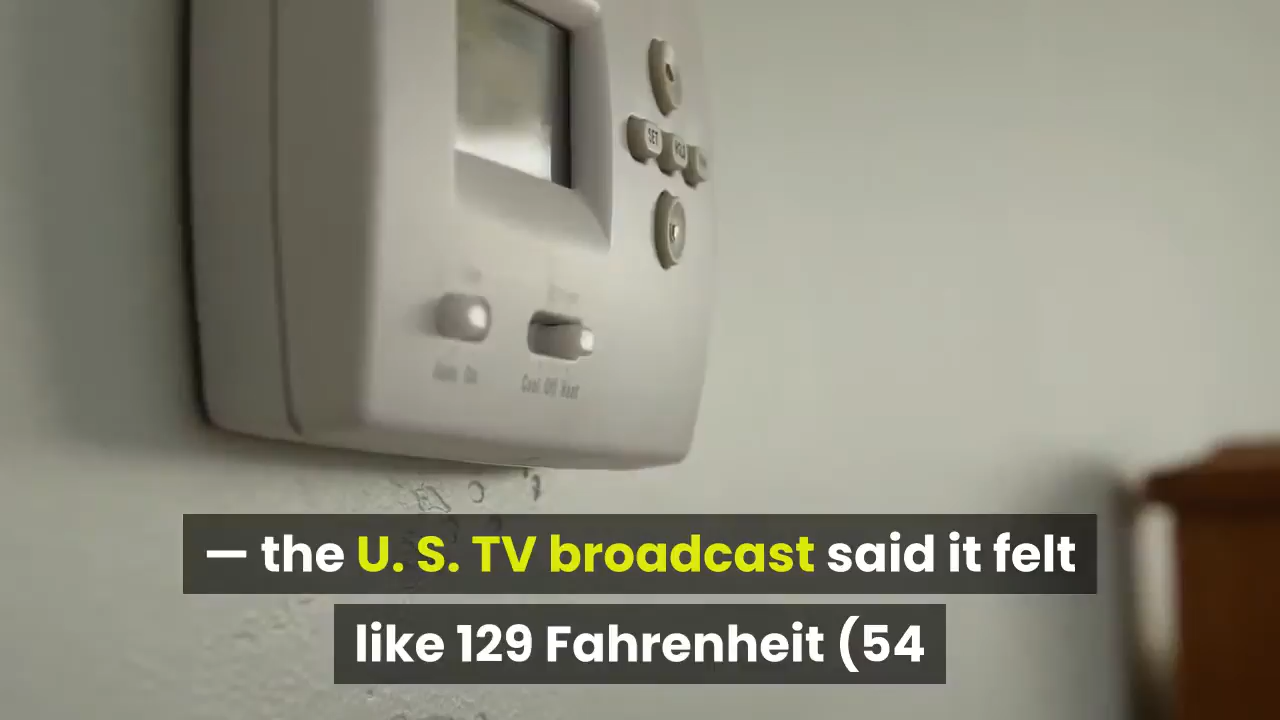 SET
HOLD
Cool Off Heat
— the U. S. TV broadcast said it felt
like 129 Fahrenheit (54